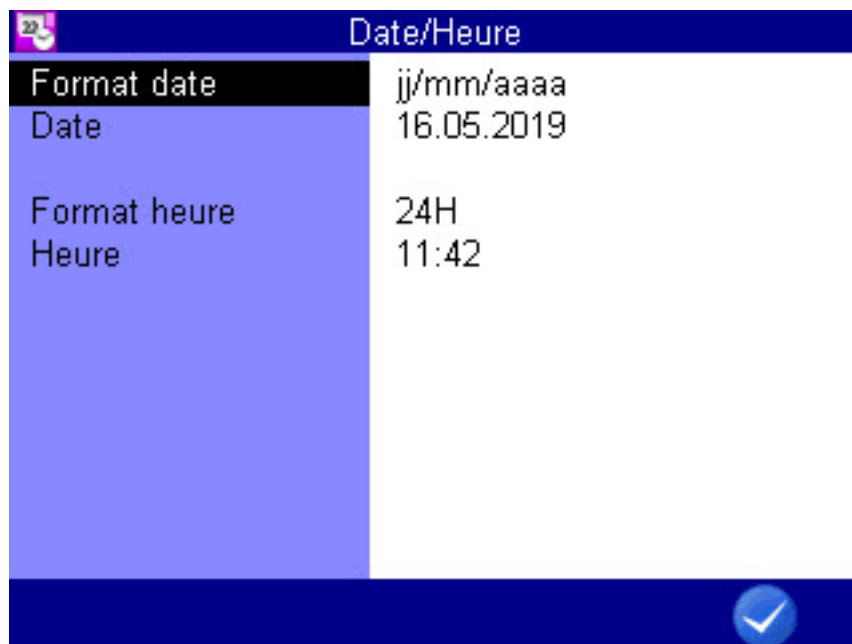 Date/Heure
Format date jj/mm/aaaa
Date 16.05.2019
Format heure 24H
Heure 11:42